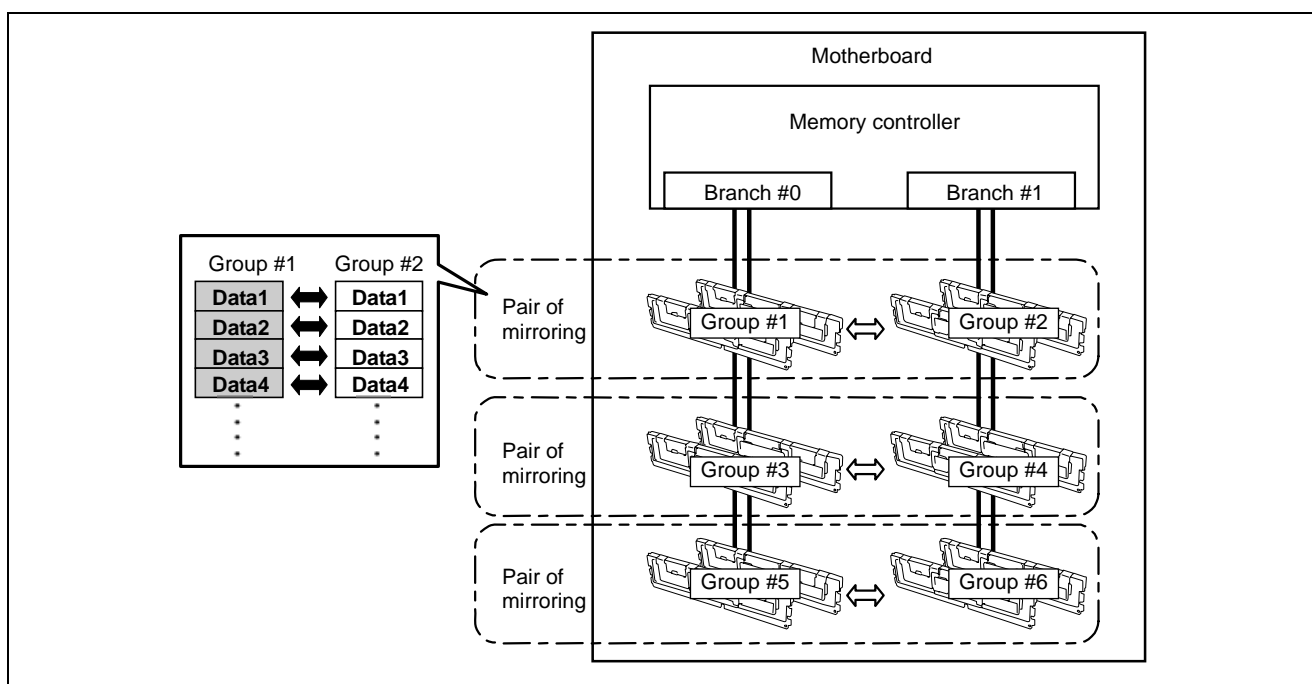 Motherboard
Memory controller
Branch #0 Branch #1
Group #1 Group #2
Data1 Data1
Data2 Data2
Data3 Data3
Data4 Data4
Pair of
mirroring
Group #1 Group #2
Pair of
mirroring
Group #3 Group #4
Pair of
mirroring
Group #5 Group #6